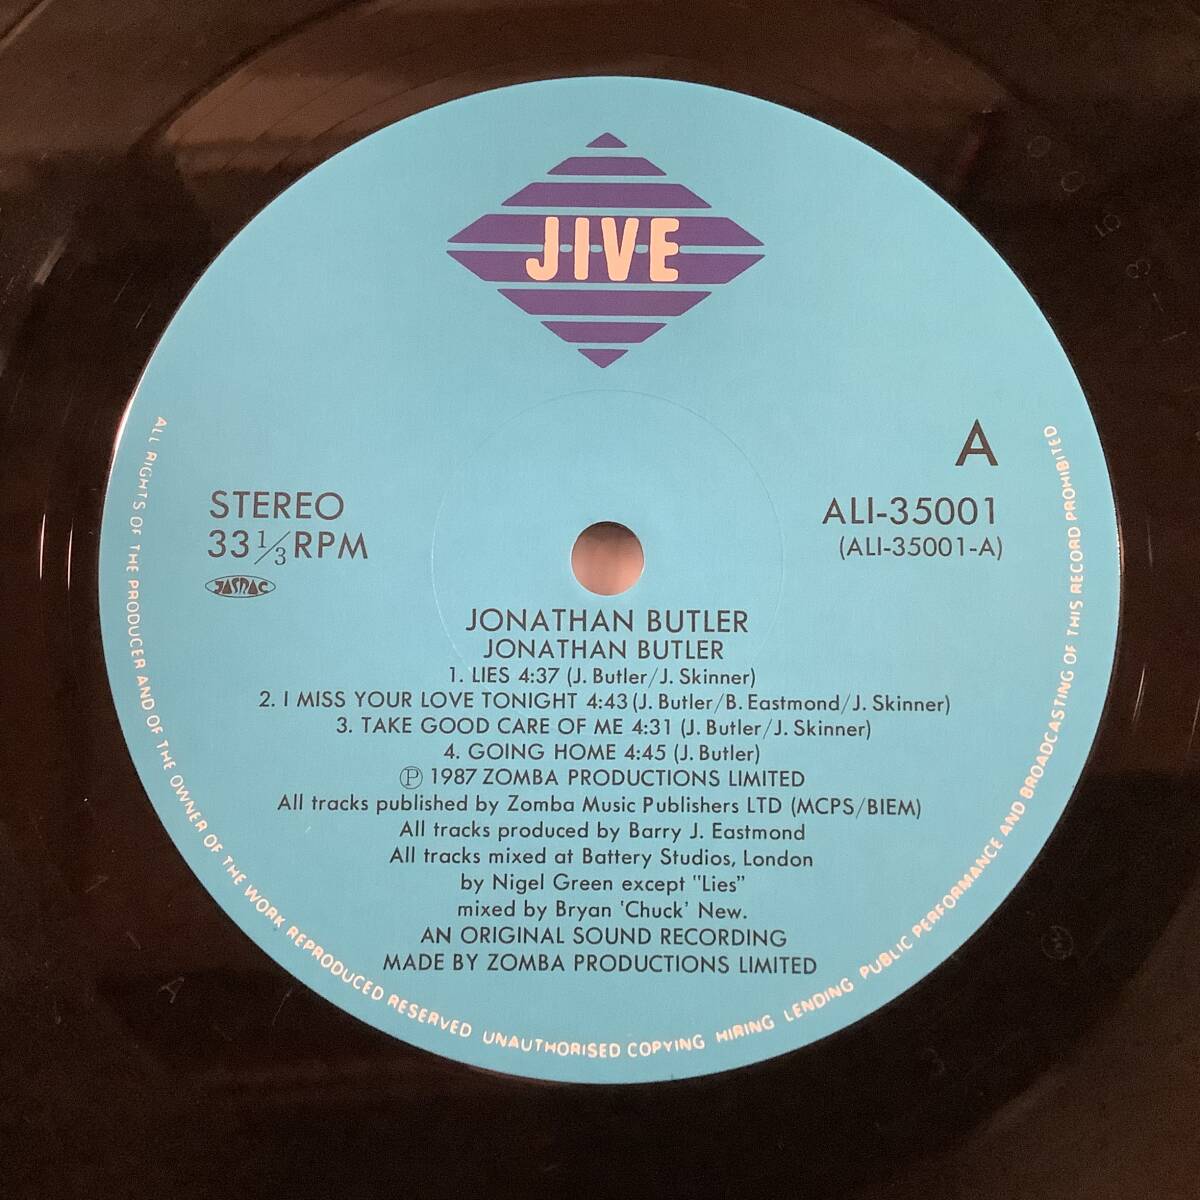 JIVE
A
STEREO
33 1/3 RPM
JASRAC
ALI-35001
(ALI-35001-A)
JONATHAN BUTLER
JONATHAN BUTLER
1. LIES 4:37 (J. Butler/J. Skinner)
2. I MISS YOUR LOVE TONIGHT 4:43 (J. Butler/B. Eastmond/J. Skinner)
3. TAKE GOOD CARE OF ME 4:31 (J. Butler/J. Skinner)
4. GOING HOME 4:45 (J. Butler)
Ⓟ 1987 ZOMBA PRODUCTIONS LIMITED
All tracks published by Zomba Music Publishers LTD (MCPS/BIEM)
All tracks produced by Barry J. Eastmond
All tracks mixed at Battery Studios, London
by Nigel Green except "Lies"
mixed by Bryan 'Chuck' New.
AN ORIGINAL SOUND RECORDING
MADE BY ZOMBA PRODUCTIONS LIMITED
ALL RIGHTS OF THE PRODUCER AND OF THE OWNER OF THE WORK REPRODUCED RESERVED UNAUTHORISED COPYING HIRING LENDING PUBLIC PERFORMANCE AND BROADCASTING OF THIS RECORD PROHIBITED